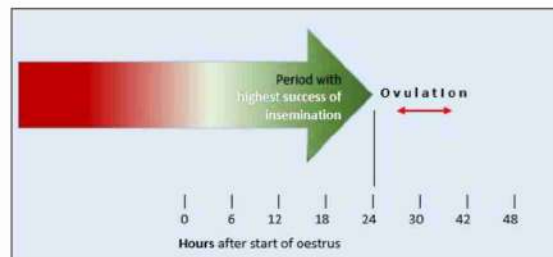 Period with
highest success of
insemination
Ovulation
0 6 12 18 24 30 42 48
Hours after start of oestrus